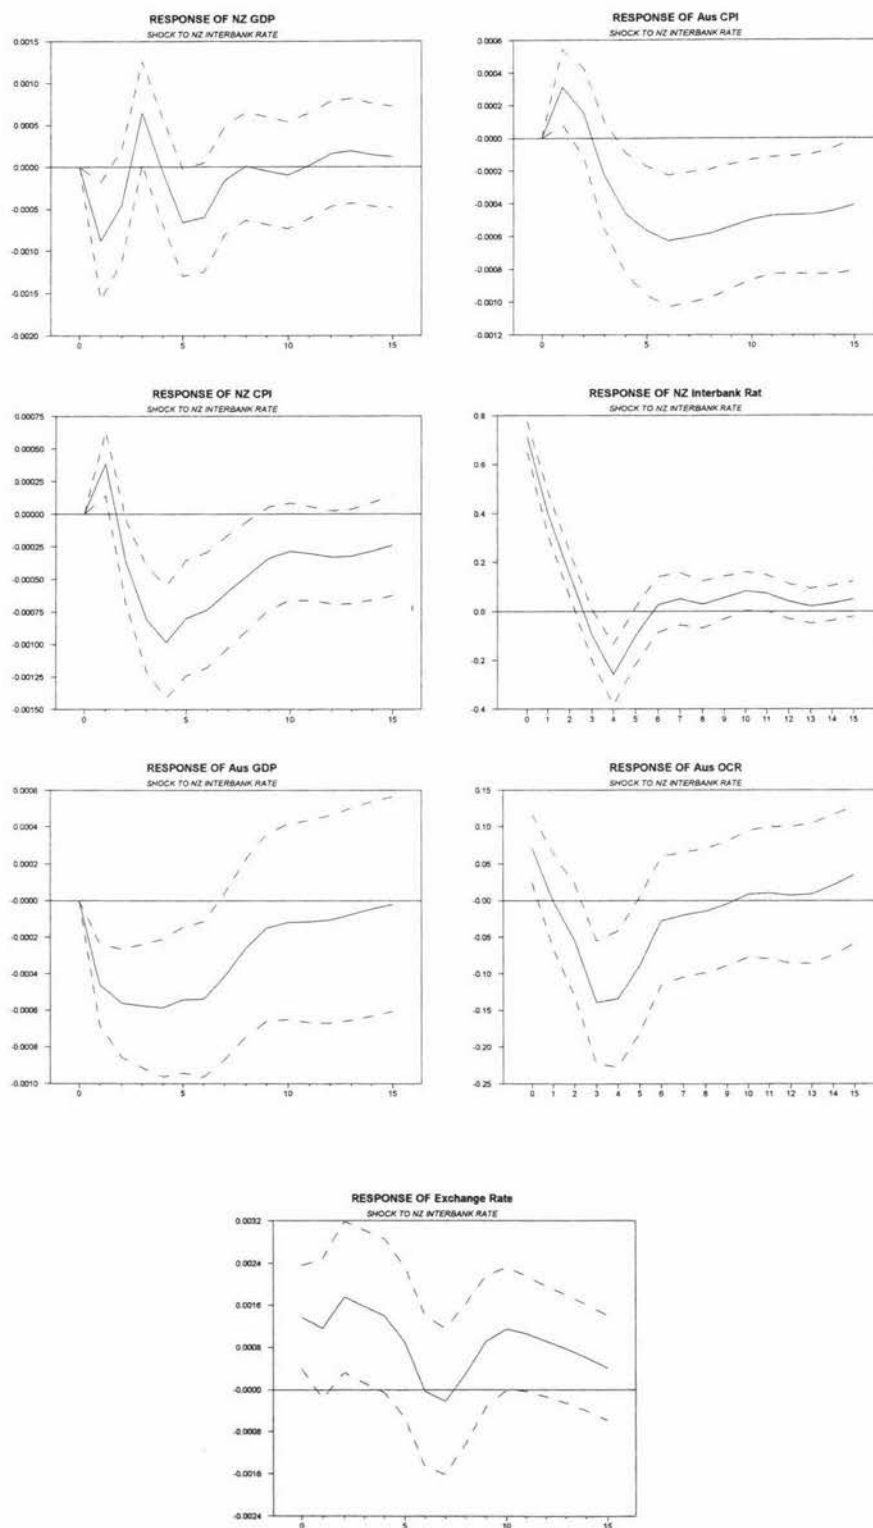 RESPONSE OF NZ GDP
SHOCK TO NZ INTERBANK RATE
0.0015
0.0010
0.0005
0.0000
-0.0005
-0.0010
-0.0015
-0.0020
0 5 10 15
RESPONSE OF Aus CPI
SHOCK TO NZ INTERBANK RATE
0.0006
0.0004
0.0002
-0.0000
-0.0002
-0.0004
-0.0006
-0.0008
-0.0010
-0.0012
0 5 10 15
RESPONSE OF NZ CPI
SHOCK TO NZ INTERBANK RATE
0.00075
0.00050
0.00025
0.00000
-0.00025
-0.00050
-0.00075
-0.00100
-0.00125
-0.00150
0 5 10 15
RESPONSE OF NZ Interbank Rat
SHOCK TO NZ INTERBANK RATE
0.8
0.6
0.4
0.2
0.0
-0.2
-0.4
0 1 2 3 4 5 6 7 8 9 10 11 12 13 14 15
RESPONSE OF Aus GDP
SHOCK TO NZ INTERBANK RATE
0.0006
0.0004
0.0002
-0.0000
-0.0002
-0.0004
-0.0006
-0.0008
-0.0010
0 5 10 15
RESPONSE OF Aus OCR
SHOCK TO NZ INTERBANK RATE
0.15
0.10
0.05
-0.00
-0.05
-0.10
-0.15
-0.20
-0.25
0 1 2 3 4 5 6 7 8 9 10 11 12 13 14 15
RESPONSE OF Exchange Rate
SHOCK TO NZ INTERBANK RATE
0.0032
0.0024
0.0016
0.0008
-0.0000
-0.0008
-0.0016
-0.0024
0 5 10 15